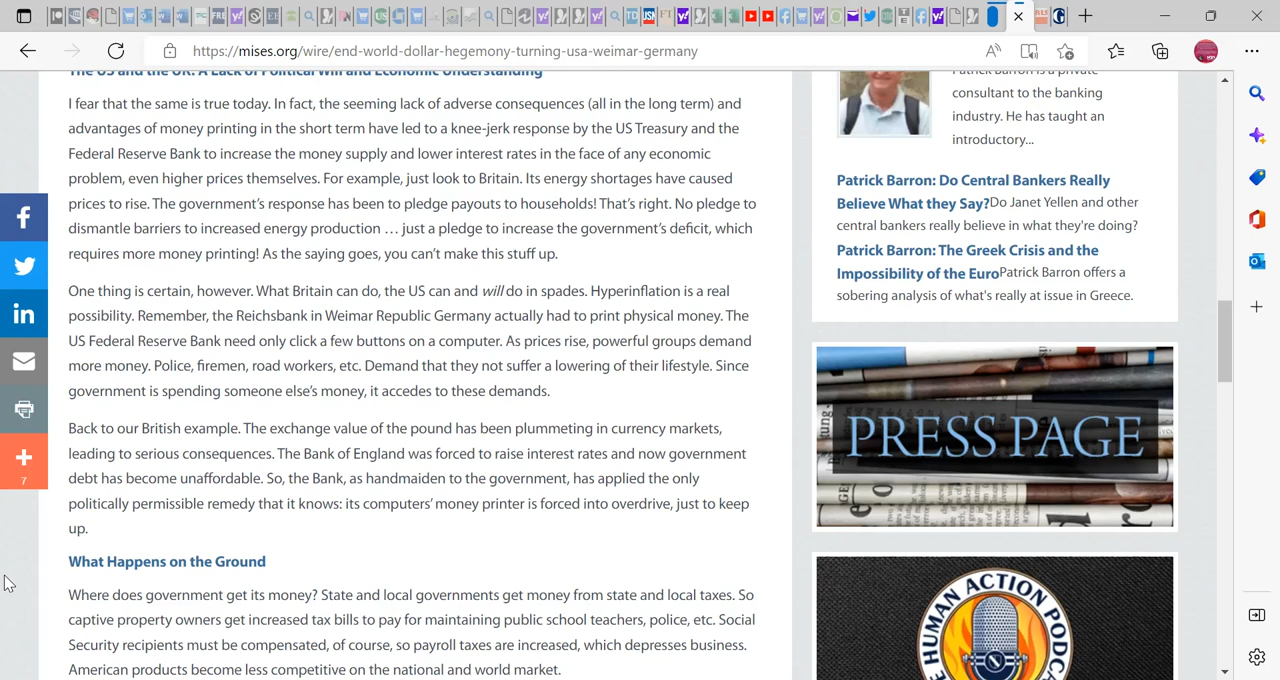 https://mises.org/wire/end-world-dollar-hegemony-turning-usa-weimar-germany
The US and the UK: A Lack of Political Will and Economic Understanding
I fear that the same is true today. In fact, the seeming lack of adverse consequences (all in the long term) and
advantages of money printing in the short term have led to a knee-jerk response by the US Treasury and the
Federal Reserve Bank to increase the money supply and lower interest rates in the face of any economic
problem, even higher prices themselves. For example, just look to Britain. Its energy shortages have caused
prices to rise. The government's response has been to pledge payouts to households! That's right. No pledge to
dismantle barriers to increased energy production … just a pledge to increase the government's deficit, which
requires more money printing! As the saying goes, you can't make this stuff up.
One thing is certain, however. What Britain can do, the US can and will do in spades. Hyperinflation is a real
possibility. Remember, the Reichsbank in Weimar Republic Germany actually had to print physical money. The
US Federal Reserve Bank need only click a few buttons on a computer. As prices rise, powerful groups demand
more money. Police, firemen, road workers, etc. Demand that they not suffer a lowering of their lifestyle. Since
government is spending someone else's money, it accedes to these demands.
Back to our British example. The exchange value of the pound has been plummeting in currency markets,
leading to serious consequences. The Bank of England was forced to raise interest rates and now government
debt has become unaffordable. So, the Bank, as handmaiden to the government, has applied the only
politically permissible remedy that it knows: its computers' money printer is forced into overdrive, just to keep
up.
What Happens on the Ground
Where does government get its money? State and local governments get money from state and local taxes. So
captive property owners get increased tax bills to pay for maintaining public school teachers, police, etc. Social
Security recipients must be compensated, of course, so payroll taxes are increased, which depresses business.
American products become less competitive on the national and world market.
7
Patrick Barron is a private
consultant to the banking
industry. He has taught an
introductory...
Patrick Barron: Do Central Bankers Really
Believe What they Say?Do Janet Yellen and other
central bankers really believe in what they're doing?
Patrick Barron: The Greek Crisis and the
Impossibility of the EuroPatrick Barron offers a
sobering analysis of what's really at issue in Greece.
PRESS PAGE
HUMAN ACTION PODCAST